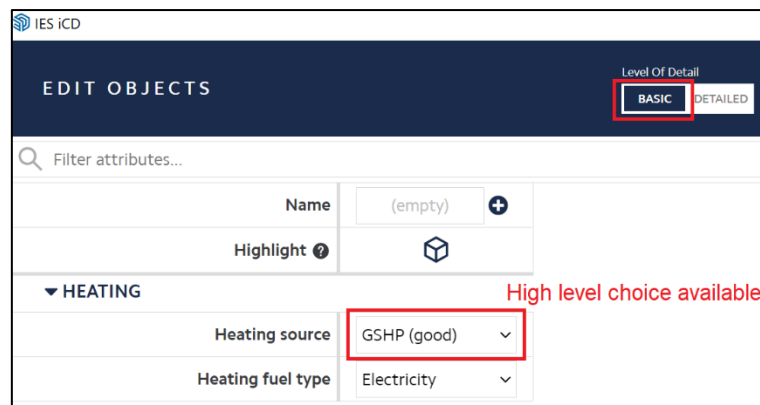 IES iCD
Level Of Detail
EDIT OBJECTS
BASIC DETAILED
Filter attributes...
Name (empty)
Highlight ?
HEATING
High level choice available
Heating source GSHP (good)
Heating fuel type Electricity